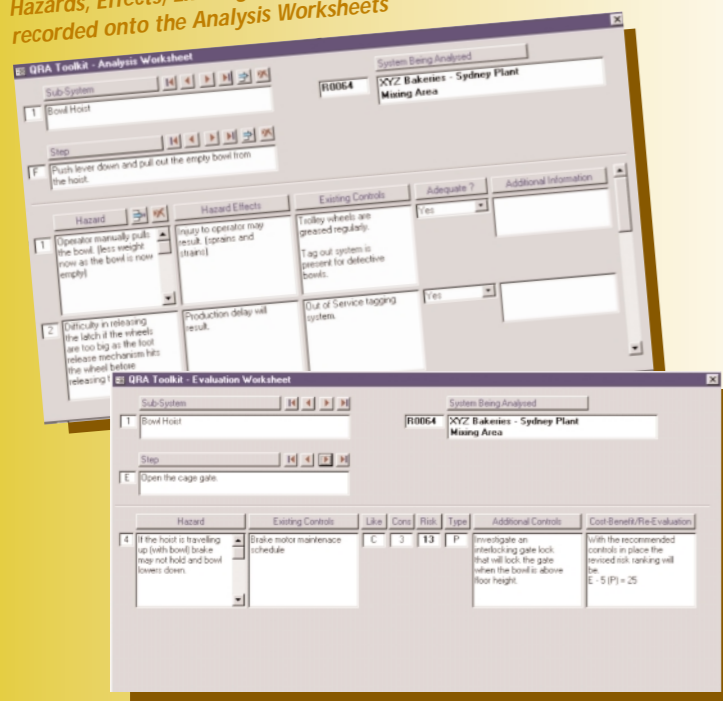 Hazards, Effects,
recorded onto the Analysis Worksheets
QRA Toolkit - Analysis Worksheet
Sub-System
System Being Analysed
1
Bowl Hoist
R0064
XYZ Bakeries - Sydney Plant
Mixing Area
Step
F
Push lever down and pull out the empty bowl from
the hoist.
Hazard
Hazard Effects
Existing Controls
Adequate ?
Additional Information
1
Operator manually pulls
the bowl. (less weight
now as the bowl is now
empty)
Injury to operator may
result. (sprains and
strains)
Trolley wheels are
greased regularly.
Tag out system is
present for defective
bowls.
Yes
2
Difficulty in releasing
the latch if the wheels
are too big as the foot
release mechanism hits
the wheel before
releasing
Production delay will
result.
Out of Service tagging
system.
Yes
QRA Toolkit - Evaluation Worksheet
Sub-System
System Being Analysed
1
Bowl Hoist
R0064
XYZ Bakeries - Sydney Plant
Mixing Area
Step
E
Open the cage gate.
Hazard
Existing Controls
Like
Cons
Risk
Type
Additional Controls
Cost-Benefit/Re-Evaluation
4
If the hoist is travelling
up (with bowl) brake
may not hold and bowl
lowers down.
Brake motor maintenace
schedule
C
3
13
P
Investigate an
interlocking gate lock
that will lock the gate
when the bowl is above
floor height.
With the recommended
controls in place the
revised risk ranking will
be.
E - 5 (P) = 25